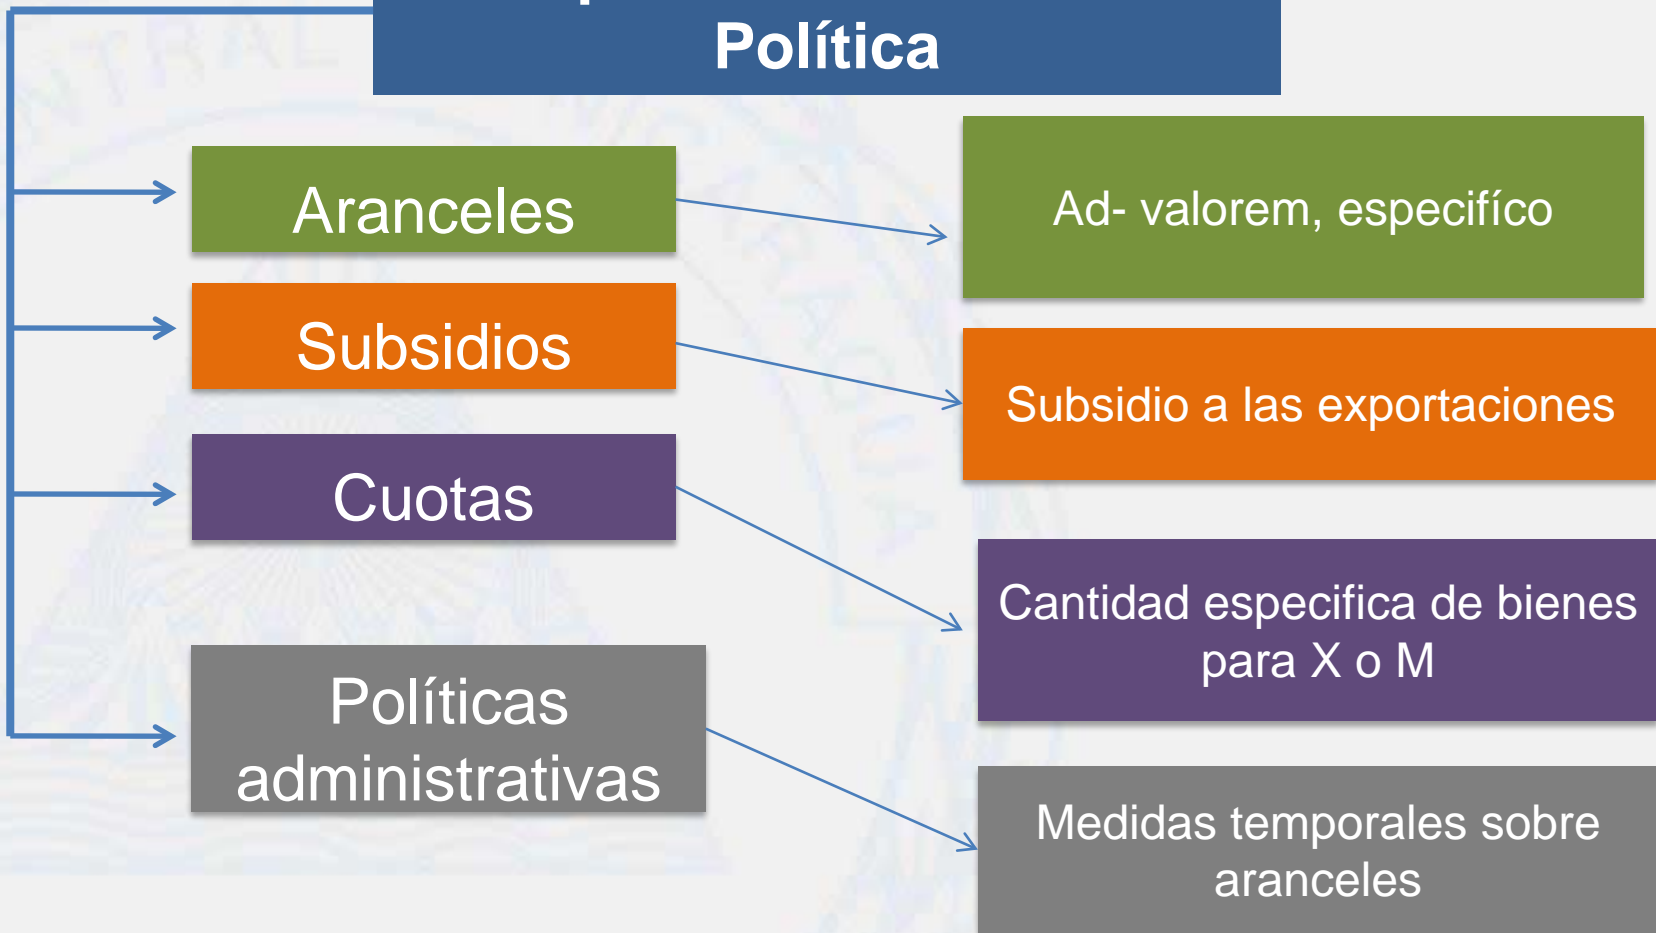 Política
Aranceles
Ad- valorem, especifíco
Subsidios
Subsidio a las exportaciones
Cuotas
Cantidad especifica de bienes
para X o M
Políticas
administrativas
Medidas temporales sobre
aranceles